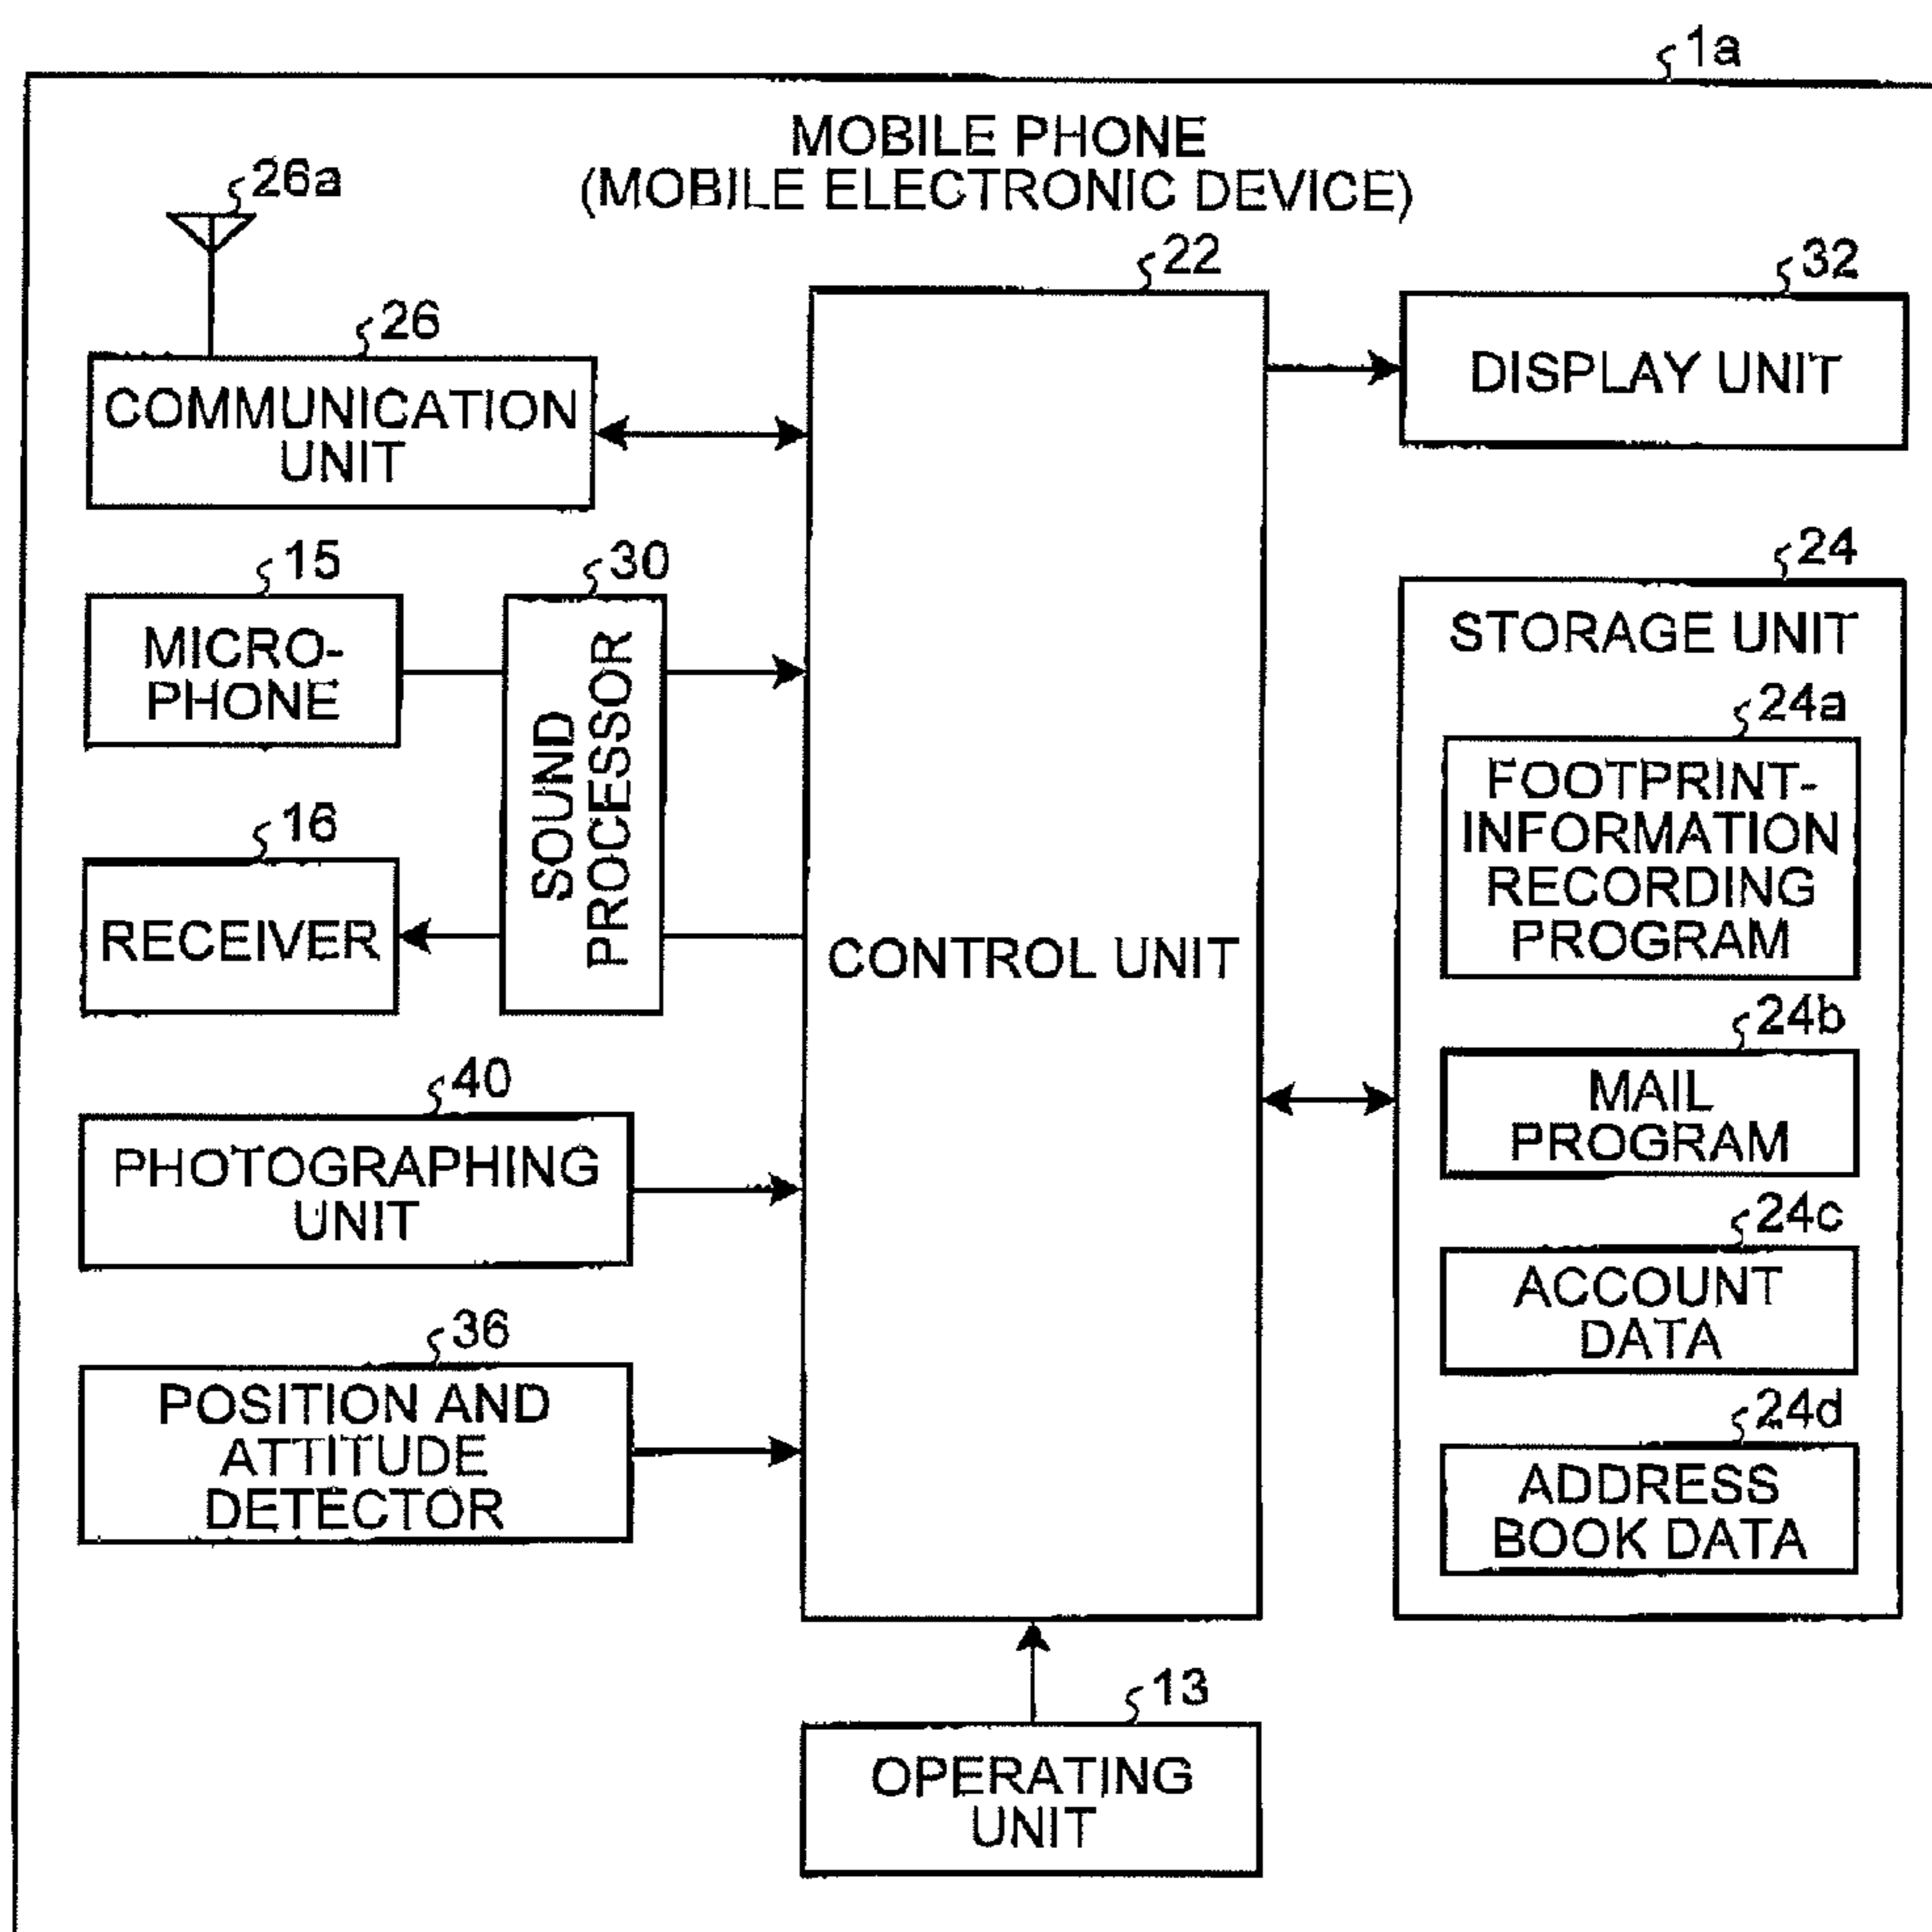 1a
MOBILE PHONE
(MOBILE ELECTRONIC DEVICE)
26a
22
32
26
COMMUNICATION
UNIT
DISPLAY UNIT
15
30
24
MICRO-
PHONE
SOUND
PROCESSOR
STORAGE UNIT
24a
FOOTPRINT-
INFORMATION
RECORDING
PROGRAM
16
RECEIVER
CONTROL UNIT
24b
MAIL
PROGRAM
40
PHOTOGRAPHING
UNIT
24c
ACCOUNT
DATA
36
POSITION AND
ATTITUDE
DETECTOR
24d
ADDRESS
BOOK DATA
13
OPERATING
UNIT